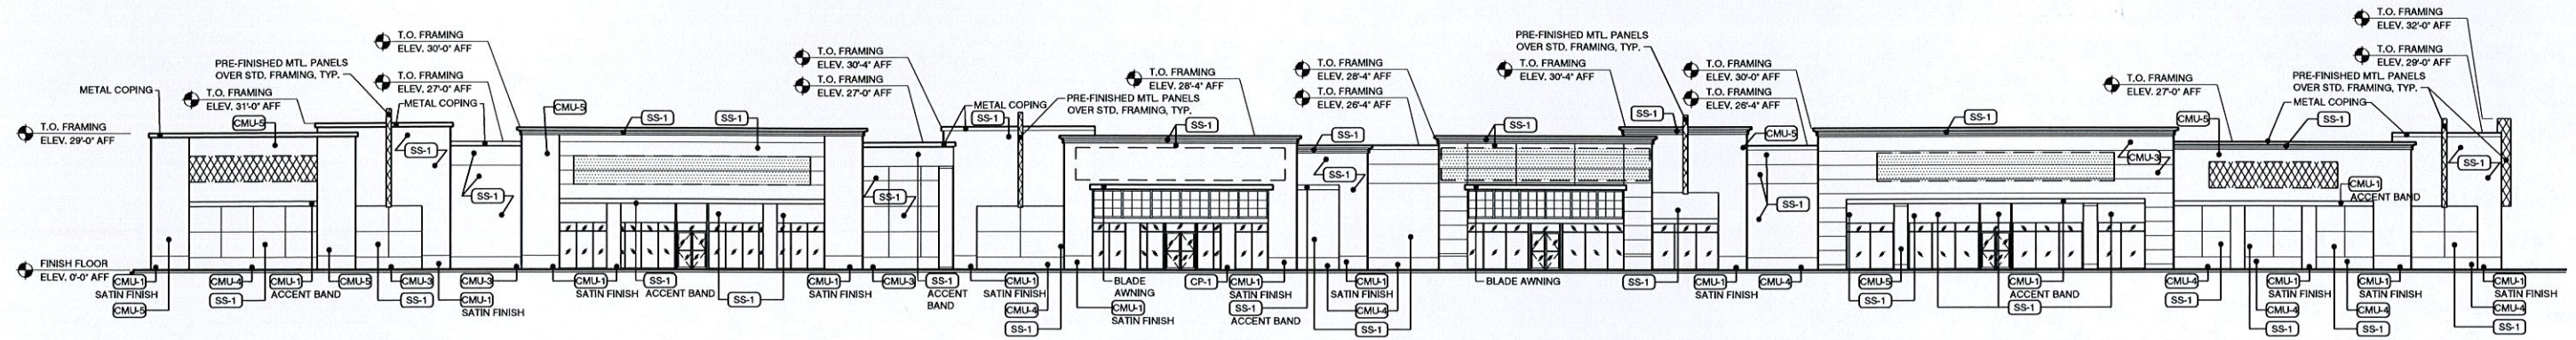 T.O. FRAMING
ELEV. 29'-0" AFF
FINISH FLOOR
ELEV. 0'-0" AFF
METAL COPING
T.O. FRAMING
ELEV. 31'-0" AFF
CMU-5
PRE-FINISHED MTL. PANELS
OVER STD. FRAMING, TYP.
T.O. FRAMING
ELEV. 30'-0" AFF
T.O. FRAMING
ELEV. 27'-0" AFF
METAL COPING
SS-1
SS-1
CMU-5
SS-1
SS-1
T.O. FRAMING
ELEV. 30'-4" AFF
T.O. FRAMING
ELEV. 27'-0" AFF
SS-1
METAL COPING
SS-1
PRE-FINISHED MTL. PANELS
OVER STD. FRAMING, TYP.
T.O. FRAMING
ELEV. 28'-4" AFF
SS-1
T.O. FRAMING
ELEV. 28'-4" AFF
T.O. FRAMING
ELEV. 26'-4" AFF
SS-1
SS-1
T.O. FRAMING
ELEV. 30'-4" AFF
SS-1
PRE-FINISHED MTL. PANELS
OVER STD. FRAMING, TYP.
SS-1
T.O. FRAMING
ELEV. 30'-0" AFF
T.O. FRAMING
ELEV. 26'-4" AFF
CMU-5
SS-1
SS-1
CMU-3
T.O. FRAMING
ELEV. 27'-0" AFF
CMU-5
SS-1
METAL COPING
PRE-FINISHED MTL. PANELS
OVER STD. FRAMING, TYP.
T.O. FRAMING
ELEV. 32'-0" AFF
T.O. FRAMING
ELEV. 29'-0" AFF
SS-1
CMU-1
ACCENT BAND
CMU-1
SATIN FINISH
CMU-5
CMU-4
SS-1
CMU-1
ACCENT BAND
CMU-5
CMU-3
SS-1
CMU-3
CMU-1
SATIN FINISH
CMU-1
SATIN FINISH
SS-1
ACCENT BAND
SS-1
CMU-1
SATIN FINISH
CMU-3
SS-1
ACCENT
BAND
CMU-1
SATIN FINISH
CMU-4
SS-1
BLADE
AWNING
CMU-1
SATIN FINISH
CP-1
CMU-1
SATIN FINISH
SS-1
ACCENT BAND
CMU-1
SATIN FINISH
CMU-4
SS-1
BLADE AWNING
SS-1
CMU-1
SATIN FINISH
CMU-4
CMU-5
SS-1
CMU-1
ACCENT BAND
SS-1
CMU-4
SS-1
CMU-1
SATIN FINISH
CMU-4
SS-1
CMU-1
SATIN FINISH
CMU-4
SS-1
CMU-1
SATIN FINISH
CMU-4
SS-1